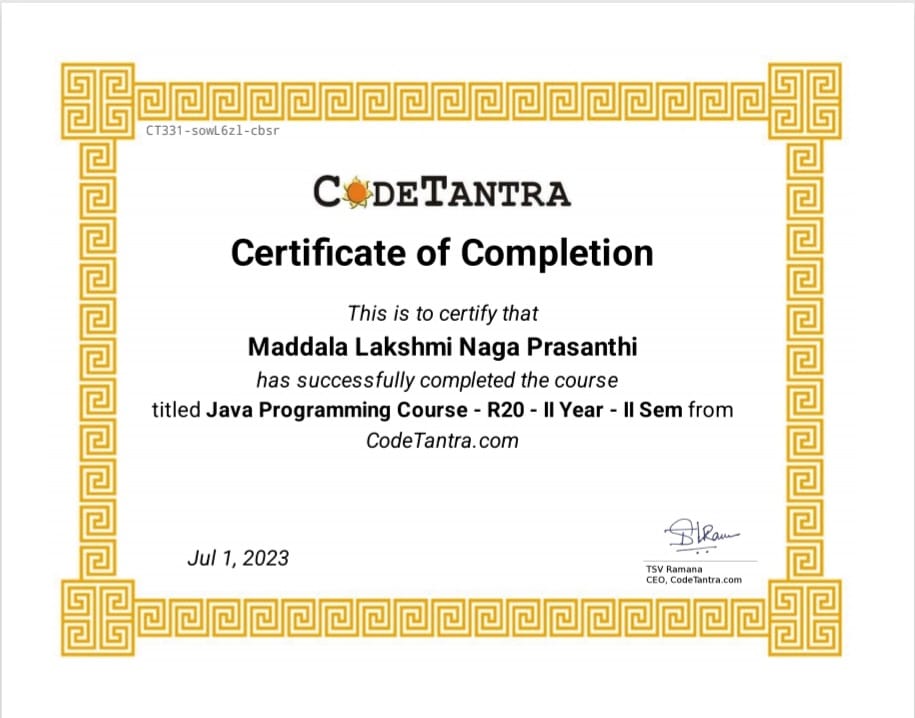 CT331-sowL6zl-cbsr
CODETANTRA
Certificate of Completion
This is to certify that
Maddala Lakshmi Naga Prasanthi
has successfully completed the course
titled Java Programming Course - R20 - II Year - II Sem from
CodeTantra.com
Jul 1, 2023
TSV Ramana
CEO, CodeTantra.com